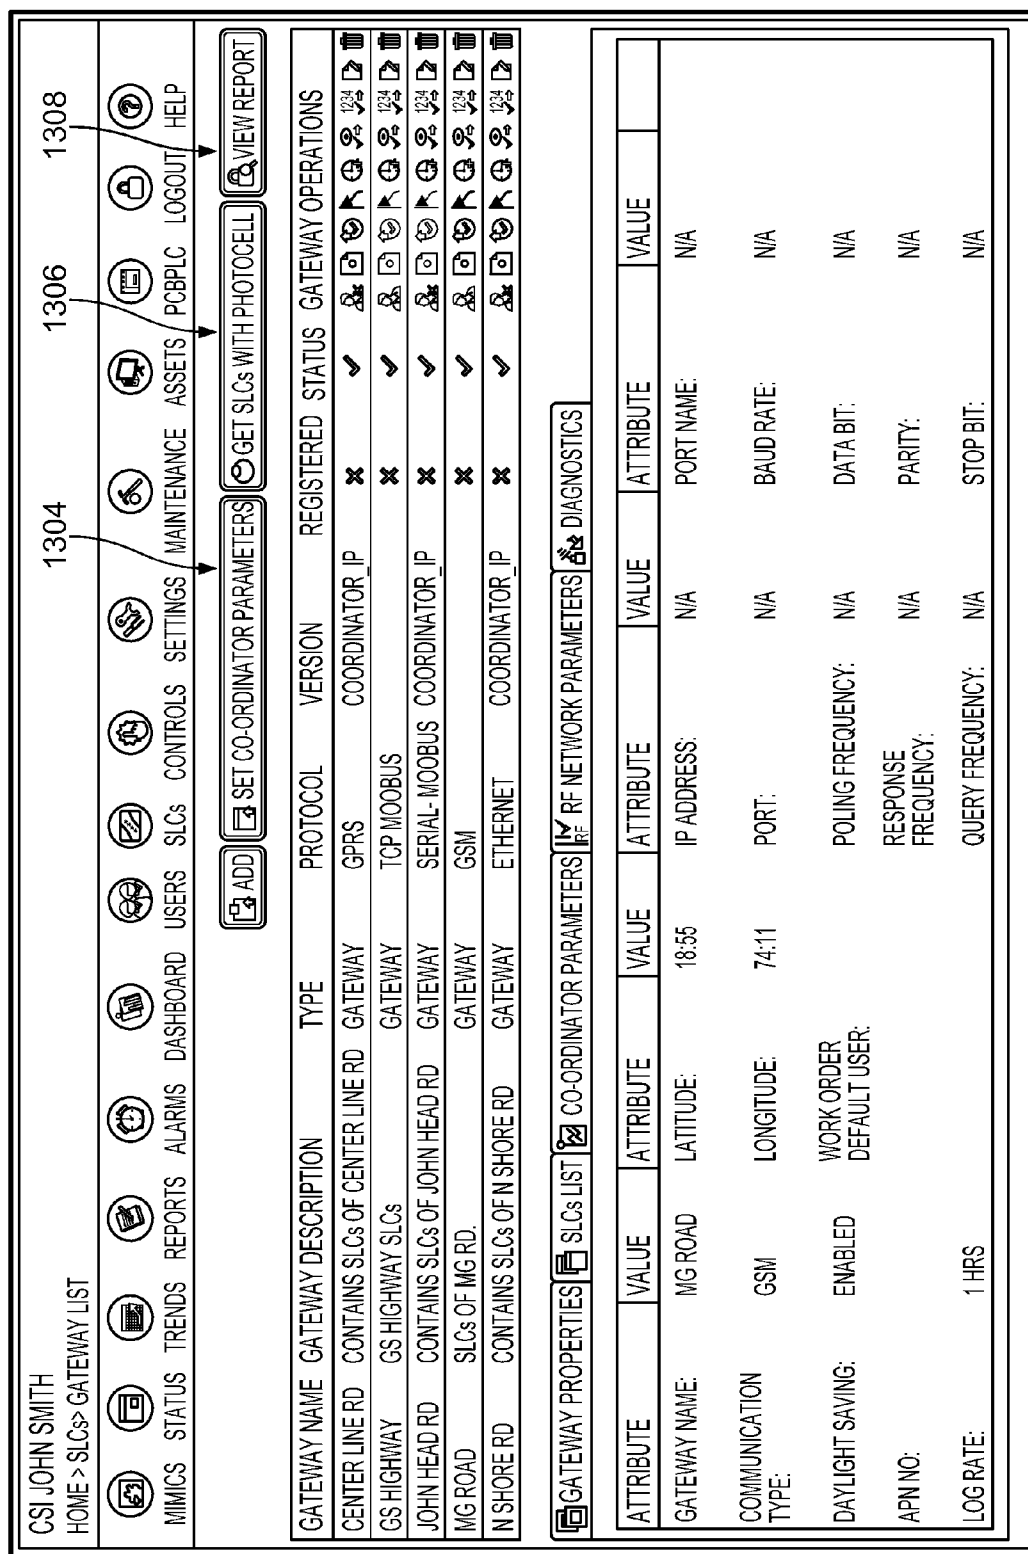 1304 1306 1308
CSI JOHN SMITH
HOME > SLCs> GATEWAY LIST
MIMICS STATUS TRENDS REPORTS ALARMS DASHBOARD USERS SLCs CONTROLS SETTINGS MAINTENANCE ASSETS PCBPLC LOGOUT HELP
ADD SET CO-ORDINATOR PARAMETERS GET SLCs WITH PHOTOCELL VIEW REPORT
GATEWAY NAME GATEWAY DESCRIPTION TYPE PROTOCOL VERSION REGISTERED STATUS GATEWAY OPERATIONS
CENTER LINE RD CONTAINS SLCs OF CENTER LINE RD GATEWAY GPRS COORDINATOR_IP 1234
GS HIGHWAY GS HIGHWAY SLCs GATEWAY TCP MOOBUS 1234
JOHN HEAD RD CONTAINS SLCs OF JOHN HEAD RD GATEWAY SERIAL- MOOBUS COORDINATOR_IP 1234
MG ROAD SLCs OF MG RD. GATEWAY GSM 1234
N SHORE RD CONTAINS SLCs OF N SHORE RD GATEWAY ETHERNET COORDINATOR_IP 1234
GATEWAY PROPERTIES SLCs LIST CO-ORDINATOR PARAMETERS RF RF NETWORK PARAMETERS DIAGNOSTICS
ATTRIBUTE VALUE ATTRIBUTE VALUE ATTRIBUTE VALUE ATTRIBUTE VALUE
GATEWAY NAME: MG ROAD LATITUDE: 18:55 IP ADDRESS: N/A PORT NAME: N/A
COMMUNICATION GSM LONGITUDE: 74:11 PORT: N/A BAUD RATE: N/A
TYPE:
DAYLIGHT SAVING: ENABLED WORK ORDER POLING FREQUENCY: N/A DATA BIT: N/A
DEFAULT USER:
APN NO: RESPONSE N/A PARITY: N/A
FREQUENCY:
LOG RATE: 1 HRS QUERY FREQUENCY: N/A STOP BIT: N/A